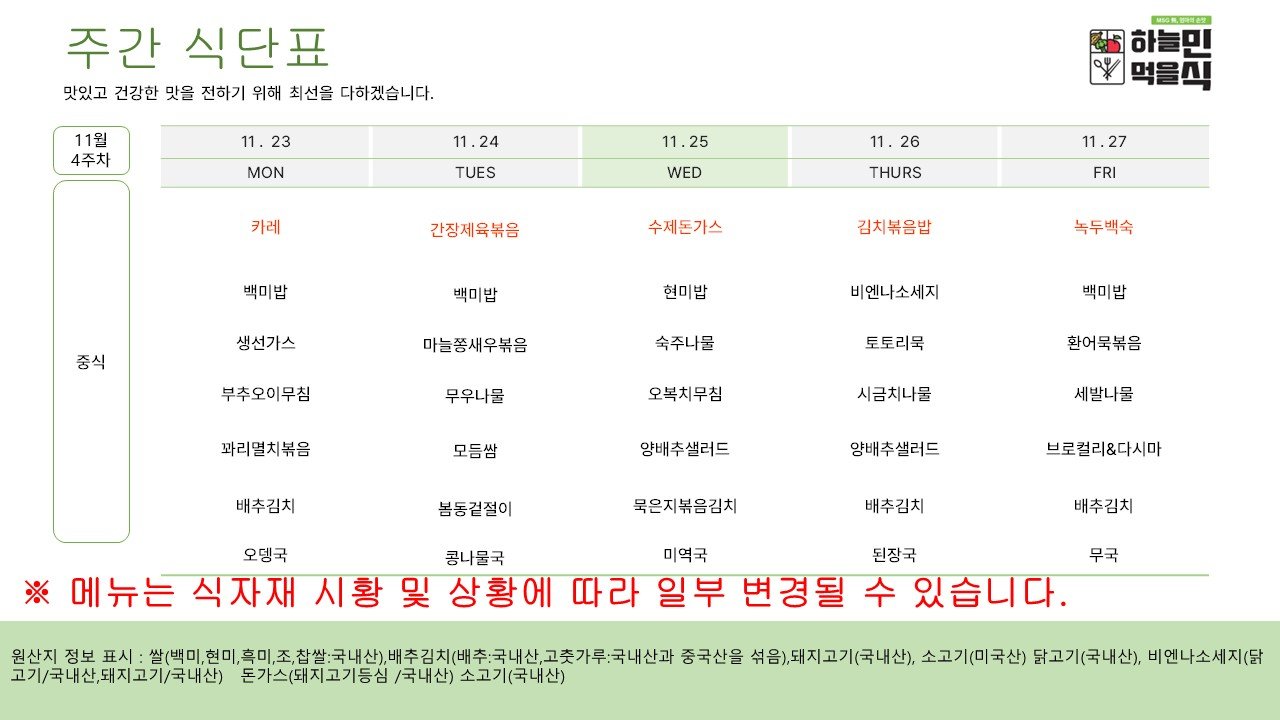 주간 식단표
맛있고 건강한 맛을 전하기 위해 최선을 다하겠습니다.
MSG 無, 엄마의 손맛
하늘민
먹을식
11월
4주차
11. 23 11.24 11.25 11. 26 11.27
MON TUES WED THURS FRI
중식
카레 간장제육볶음 수제돈가스 김치볶음밥 녹두백숙
백미밥 백미밥 현미밥 비엔나소세지 백미밥
생선가스 마늘쫑새우볶음 숙주나물 토토리묵 환어묵볶음
부추오이무침 무우나물 오복치무침 시금치나물 세발나물
꽈리멸치볶음 모듬쌈 양배추샐러드 양배추샐러드 브로컬리&다시마
배추김치 봄동겉절이 묵은지볶음김치 배추김치 배추김치
오뎅국 콩나물국 미역국 된장국 무국
※ 메뉴는 식자재 시황 및 상황에 따라 일부 변경될 수 있습니다.
원산지 정보 표시 : 쌀(백미,현미,흑미,조,찹쌀:국내산),배추김치(배추:국내산,고춧가루:국내산과 중국산을 섞음),돼지고기(국내산), 소고기(미국산) 닭고기(국내산), 비엔나소세지(닭
고기/국내산,돼지고기/국내산) 돈가스(돼지고기등심 /국내산) 소고기(국내산)